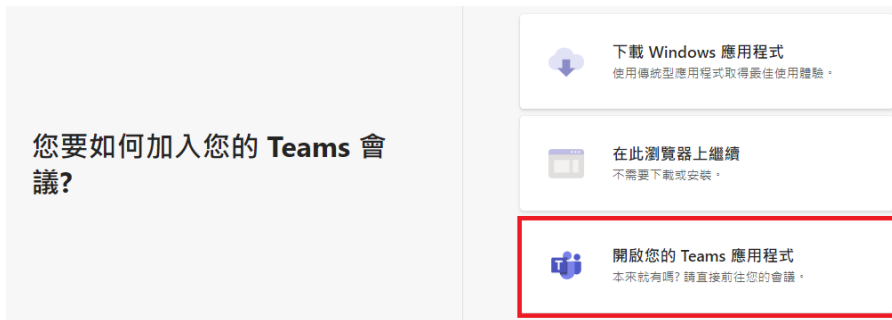 您要如何加入您的 Teams 會
議?
下載 Windows 應用程式
使用傳統型應用程式取得最佳使用體驗。
在此瀏覽器上繼續
不需要下載或安裝。
開啟您的 Teams 應用程式
本來就有嗎? 請直接前往您的會議。